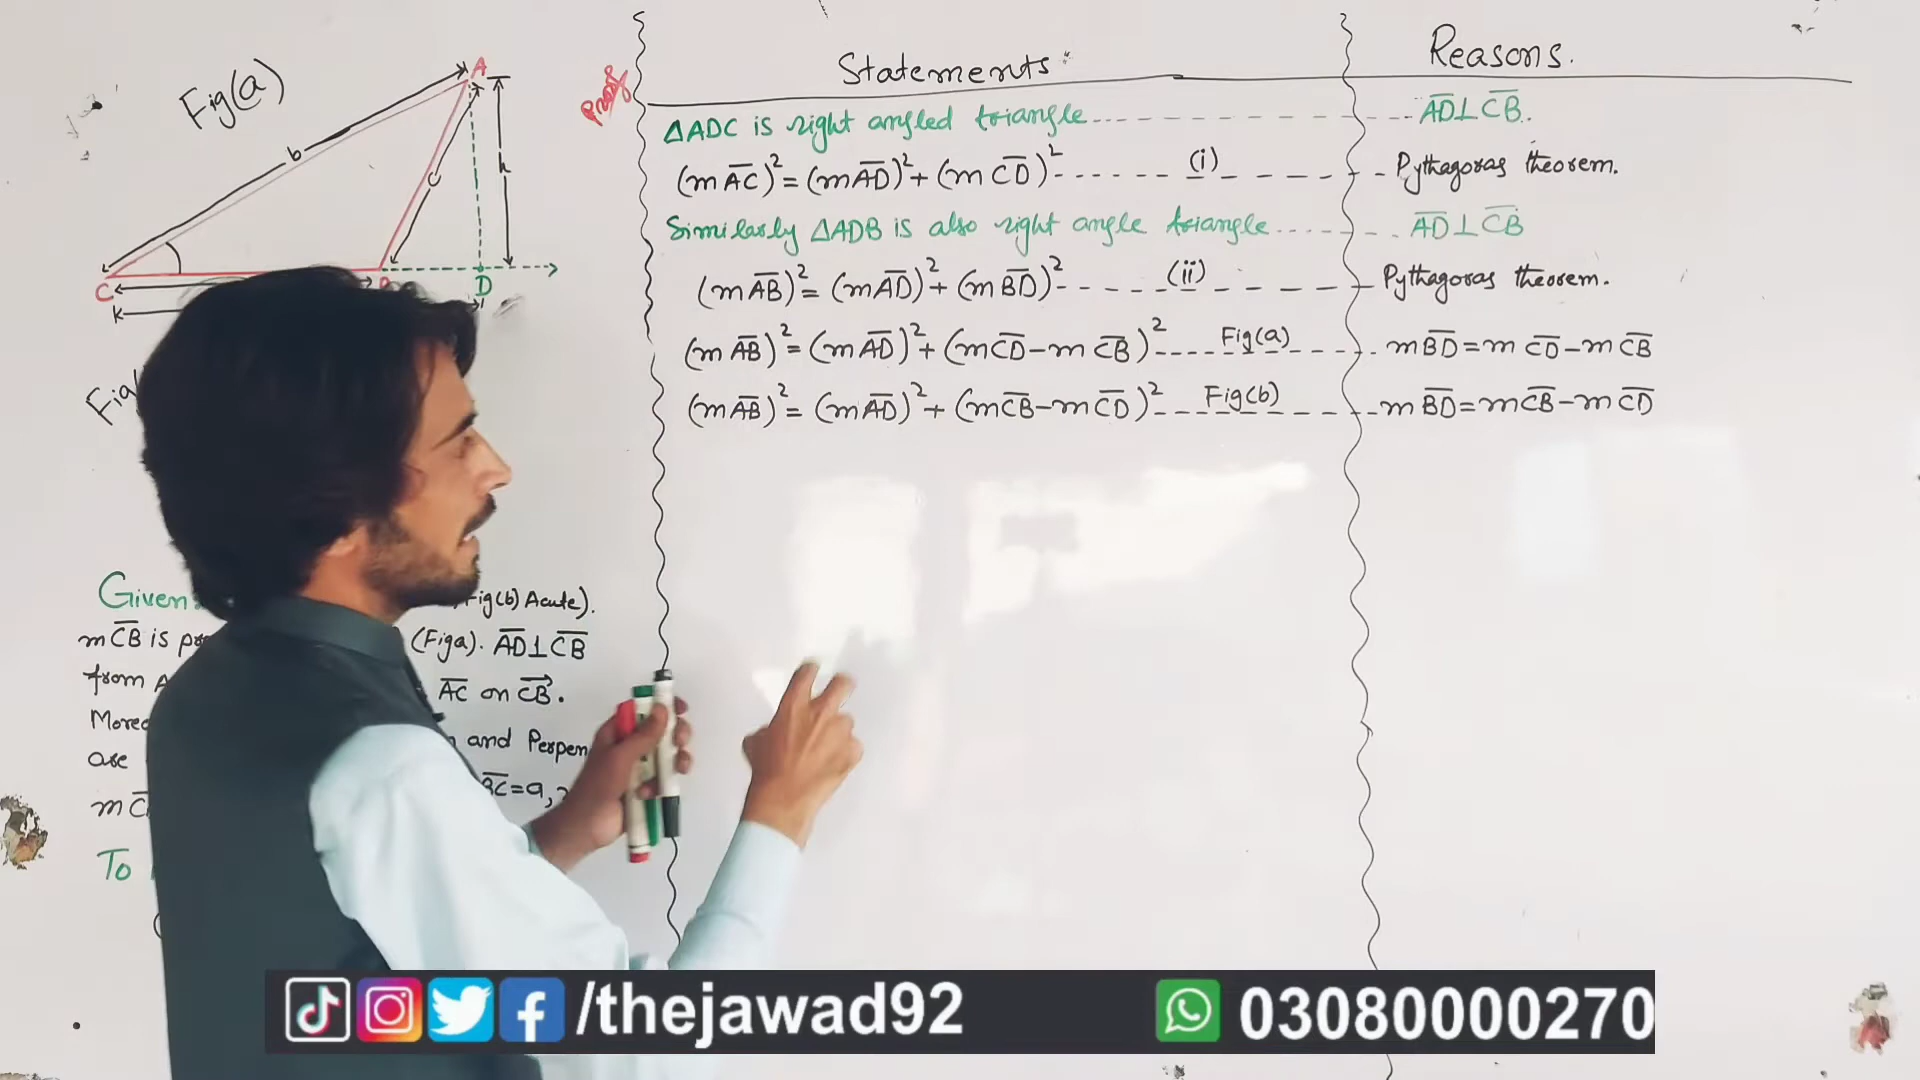 Fig(a)
A
b
c
h
C
D
Fig
Given:
Fig(b) Acute).
mCB is
(Figa). AD⊥CB
from A
AC on CB.
are
and Perpen
BC=a,
mC
To
Proof
Statements:
Reasons.
ΔADC is right angled triangle - - - AD⊥CB.
(mAC)²=(mAD)²+(mCD)² - - - (i) - - - Pythagoras theorem.
Similarly ΔADB is also right angle triangle - - - AD⊥CB
(mAB)²=(mAD)²+(mBD)² - - - (ii) - - - Pythagoras theorem.
(mAB)²=(mAD)²+(mCD-mCB)² - - - Fig(a) - - - mBD=mCD-mCB
(mAB)²=(mAD)²+(mCB-mCD)² - - - Fig(b) - - - mBD=mCB-mCD
/thejawad92
03080000270